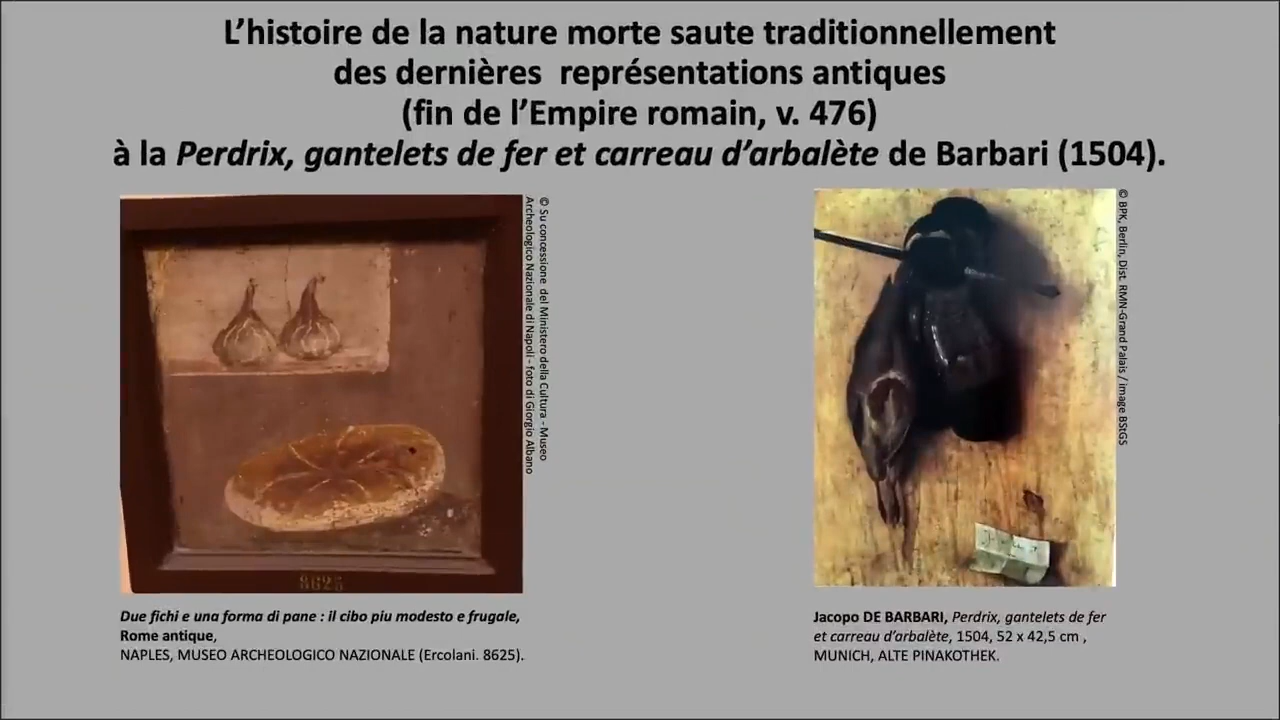 L’histoire de la nature morte saute traditionnellement
des dernières représentations antiques
(fin de l’Empire romain, v. 476)
à la Perdrix, gantelets de fer et carreau d’arbalète de Barbari (1504).
© Su concessione del Ministero della Cultura - Museo
Archeologico Nazionale di Napoli - foto di Giorgio Albano
8625
Due fichi e una forma di pane : il cibo piu modesto e frugale,
Rome antique,
NAPLES, MUSEO ARCHEOLOGICO NAZIONALE (Ercolani. 8625).
© BPK, Berlin, Dist. RMN-Grand Palais / image BStGS
Jacopo DE BARBARI, Perdrix, gantelets de fer
et carreau d’arbalète, 1504, 52 x 42,5 cm ,
MUNICH, ALTE PINAKOTHEK.